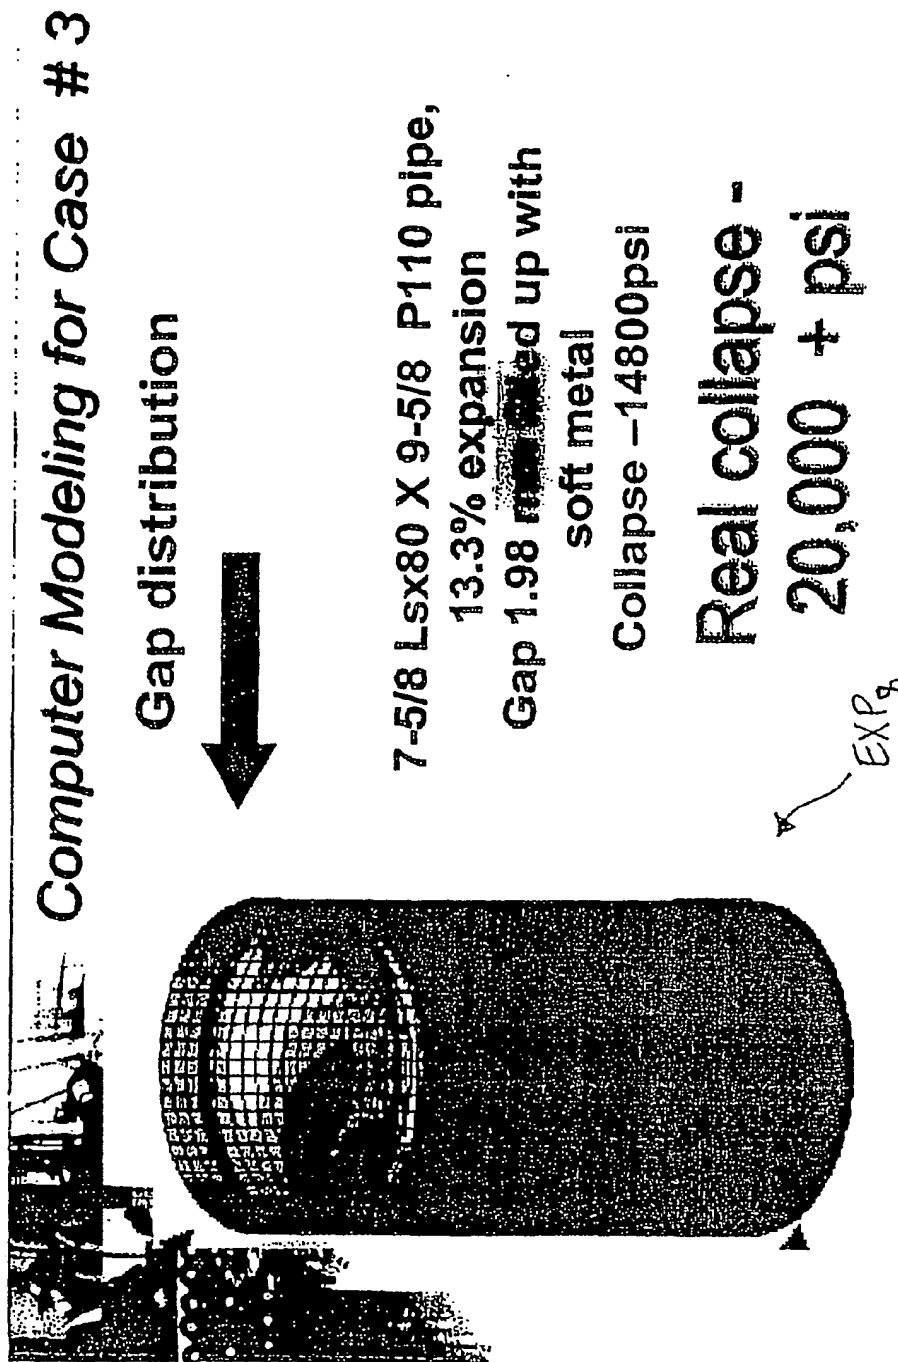 Computer Modeling for Case # 3
Gap distribution
7-5/8 Lsx80 X 9-5/8 P110 pipe,
13.3% expansion
Gap 1.98 up with
soft metal
Collapse –14800psi
Real collapse -
20,000 + psi
EXP